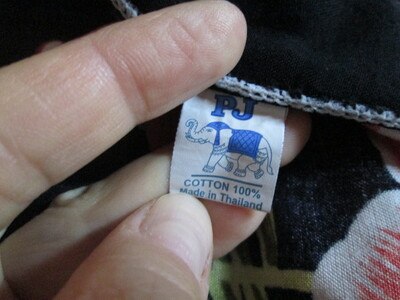 PJ
COTTON 100%
Made in Thailand